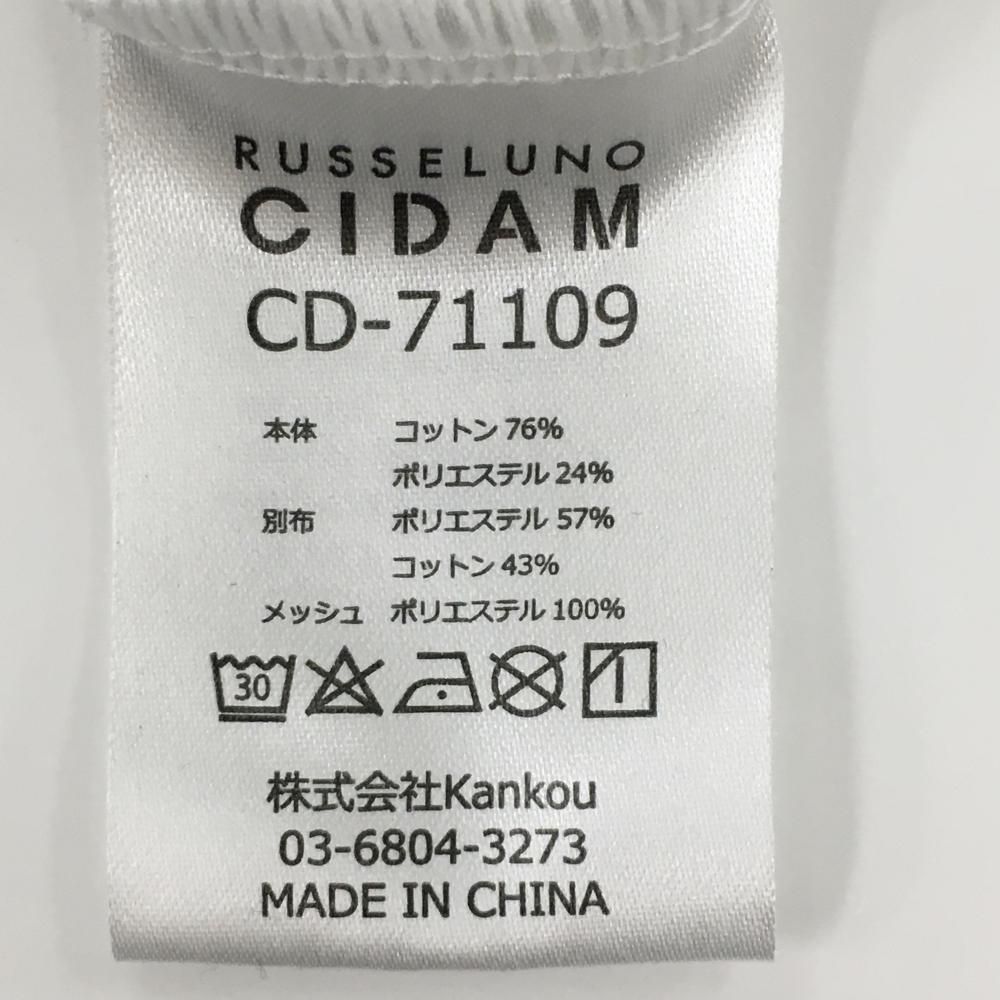 RUSSELUNO
CIDAM
CD-71109
本体 コットン 76%
ポリエステル 24%
別布 ポリエステル 57%
コットン 43%
メッシュ ポリエステル 100%
30
株式会社Kankou
03-6804-3273
MADE IN CHINA